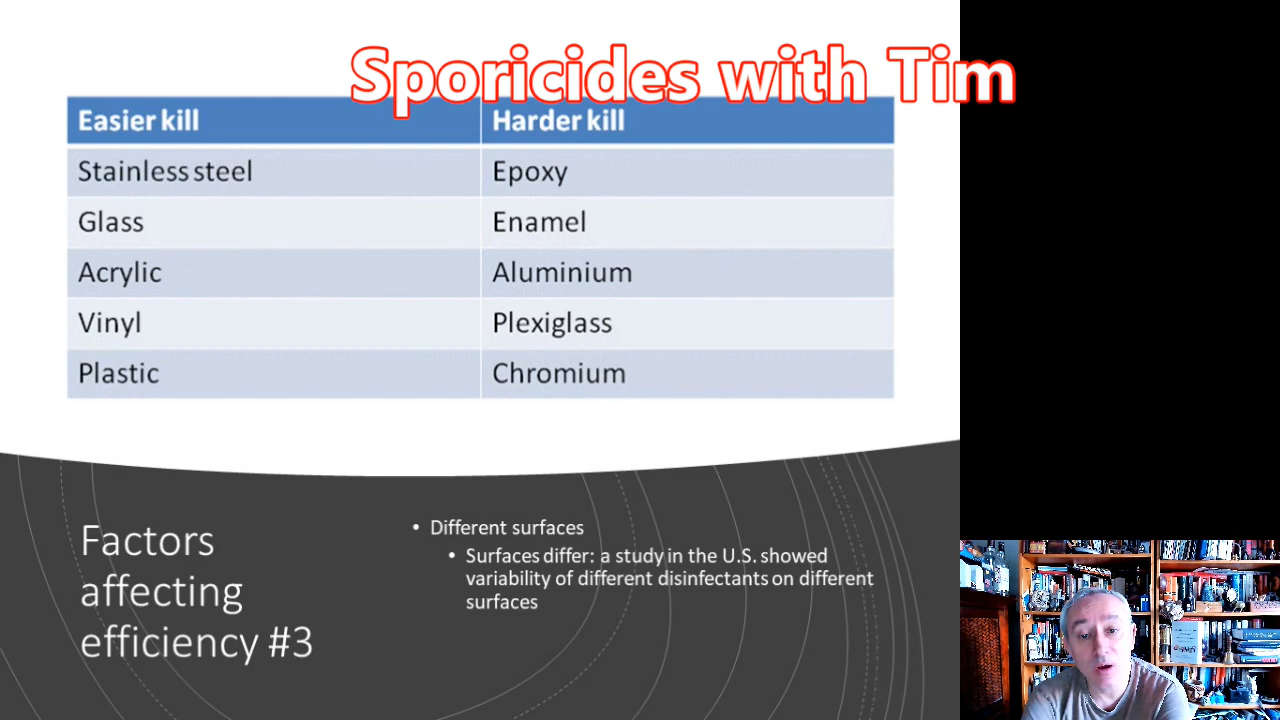 Sporicides with Tim
Easier kill Harder kill
Stainless steel Epoxy
Glass Enamel
Acrylic Aluminium
Vinyl Plexiglass
Plastic Chromium
Factors
affecting
efficiency #3
• Different surfaces
• Surfaces differ: a study in the U.S. showed
variability of different disinfectants on different
surfaces